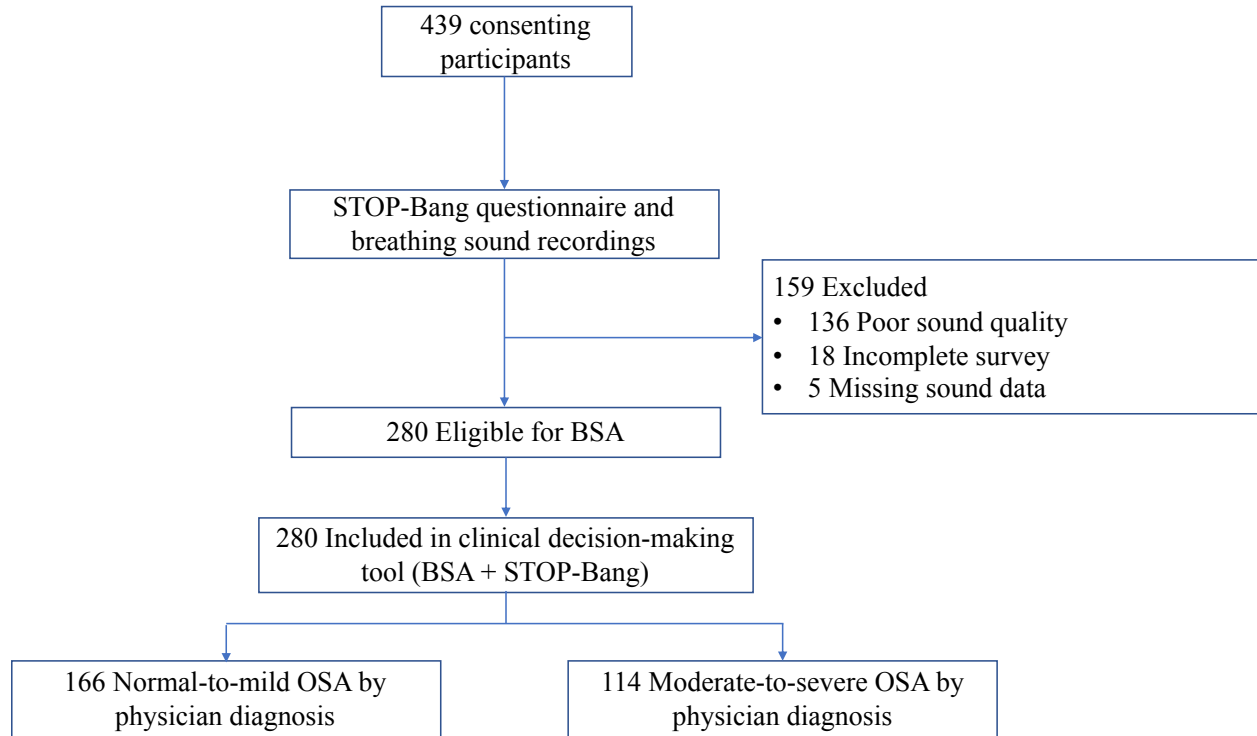 439 consenting
participants
STOP-Bang questionnaire and
breathing sound recordings
159 Excluded
• 136 Poor sound quality
• 18 Incomplete survey
• 5 Missing sound data
280 Eligible for BSA
280 Included in clinical decision-making
tool (BSA + STOP-Bang)
166 Normal-to-mild OSA by
physician diagnosis
114 Moderate-to-severe OSA by
physician diagnosis